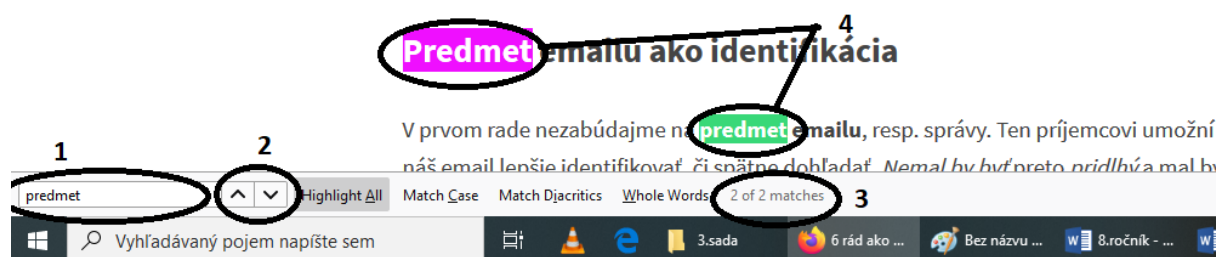 4
Predmet emailu ako identifikácia
V prvom rade nezabúdajme na predmet emailu, resp. správy. Ten príjemcovi umožní
náš email lepšie identifikovať, či spätne dohľadať. Nemal by byť preto pridlhý a mal by
1 2
predmet Highlight All Match Case Match Diacritics Whole Words 2 of 2 matches 3
Vyhľadávaný pojem napíšte sem 3.sada 6 rád ako ... Bez názvu ... 8.ročník - ...